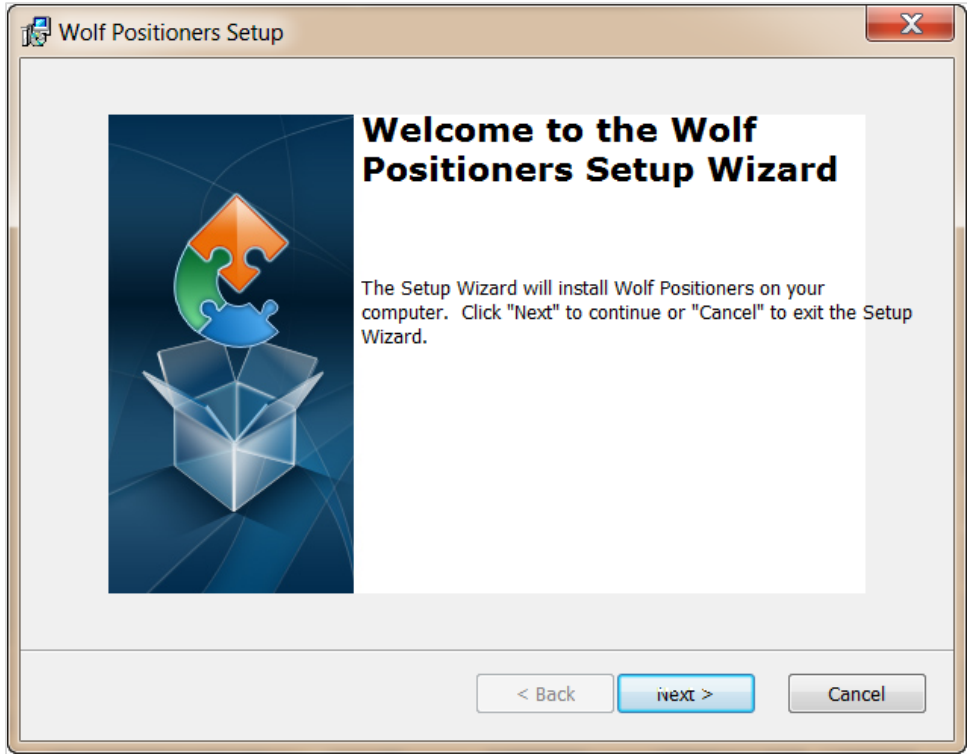 Wolf Positioners Setup
Welcome to the Wolf
Positioners Setup Wizard
The Setup Wizard will install Wolf Positioners on your
computer.  Click "Next" to continue or "Cancel" to exit the Setup
Wizard.
< Back
Next >
Cancel